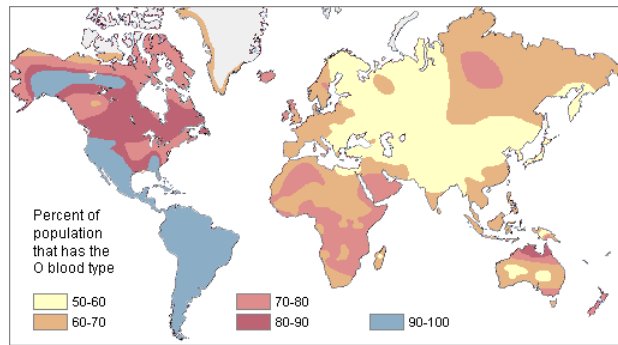 Percent of
population
that has the
O blood type
50-60
60-70
70-80
80-90
90-100